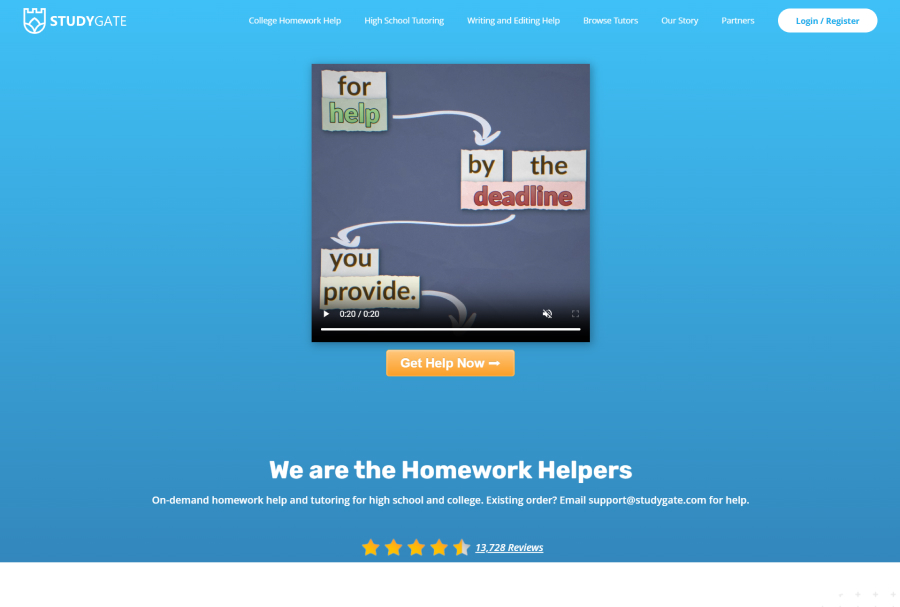 STUDYGATE
College Homework Help
High School Tutoring
Writing and Editing Help
Browse Tutors
Our Story
Partners
Login / Register
for
help
by the
deadline
you
provide.
0:20 / 0:20
Get Help Now ➞
We are the Homework Helpers
On-demand homework help and tutoring for high school and college. Existing order? Email support@studygate.com for help.
13,728 Reviews